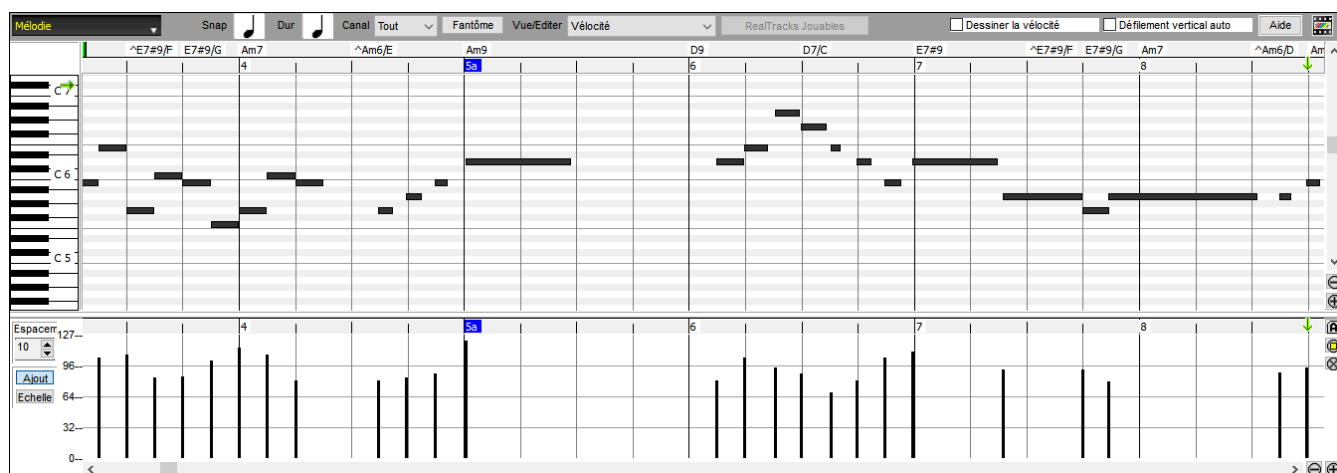 Mélodie Snap Dur Canal Tout Fantôme Vue/Editer Vélocité RealTracks Jouables Dessiner la vélocité Défilement vertical auto Aide
^E7#9/F E7#9/G Am7 ^Am6/E Am9 D9 D7/C E7#9 ^E7#9/F E7#9/G Am7 ^Am6/D Am
4 5a 6 7 8
C 7
C 6
C 5
4 5a 6 7 8
Espacem
127--
10
96--
Ajout
Echelle 64--
32--
0--